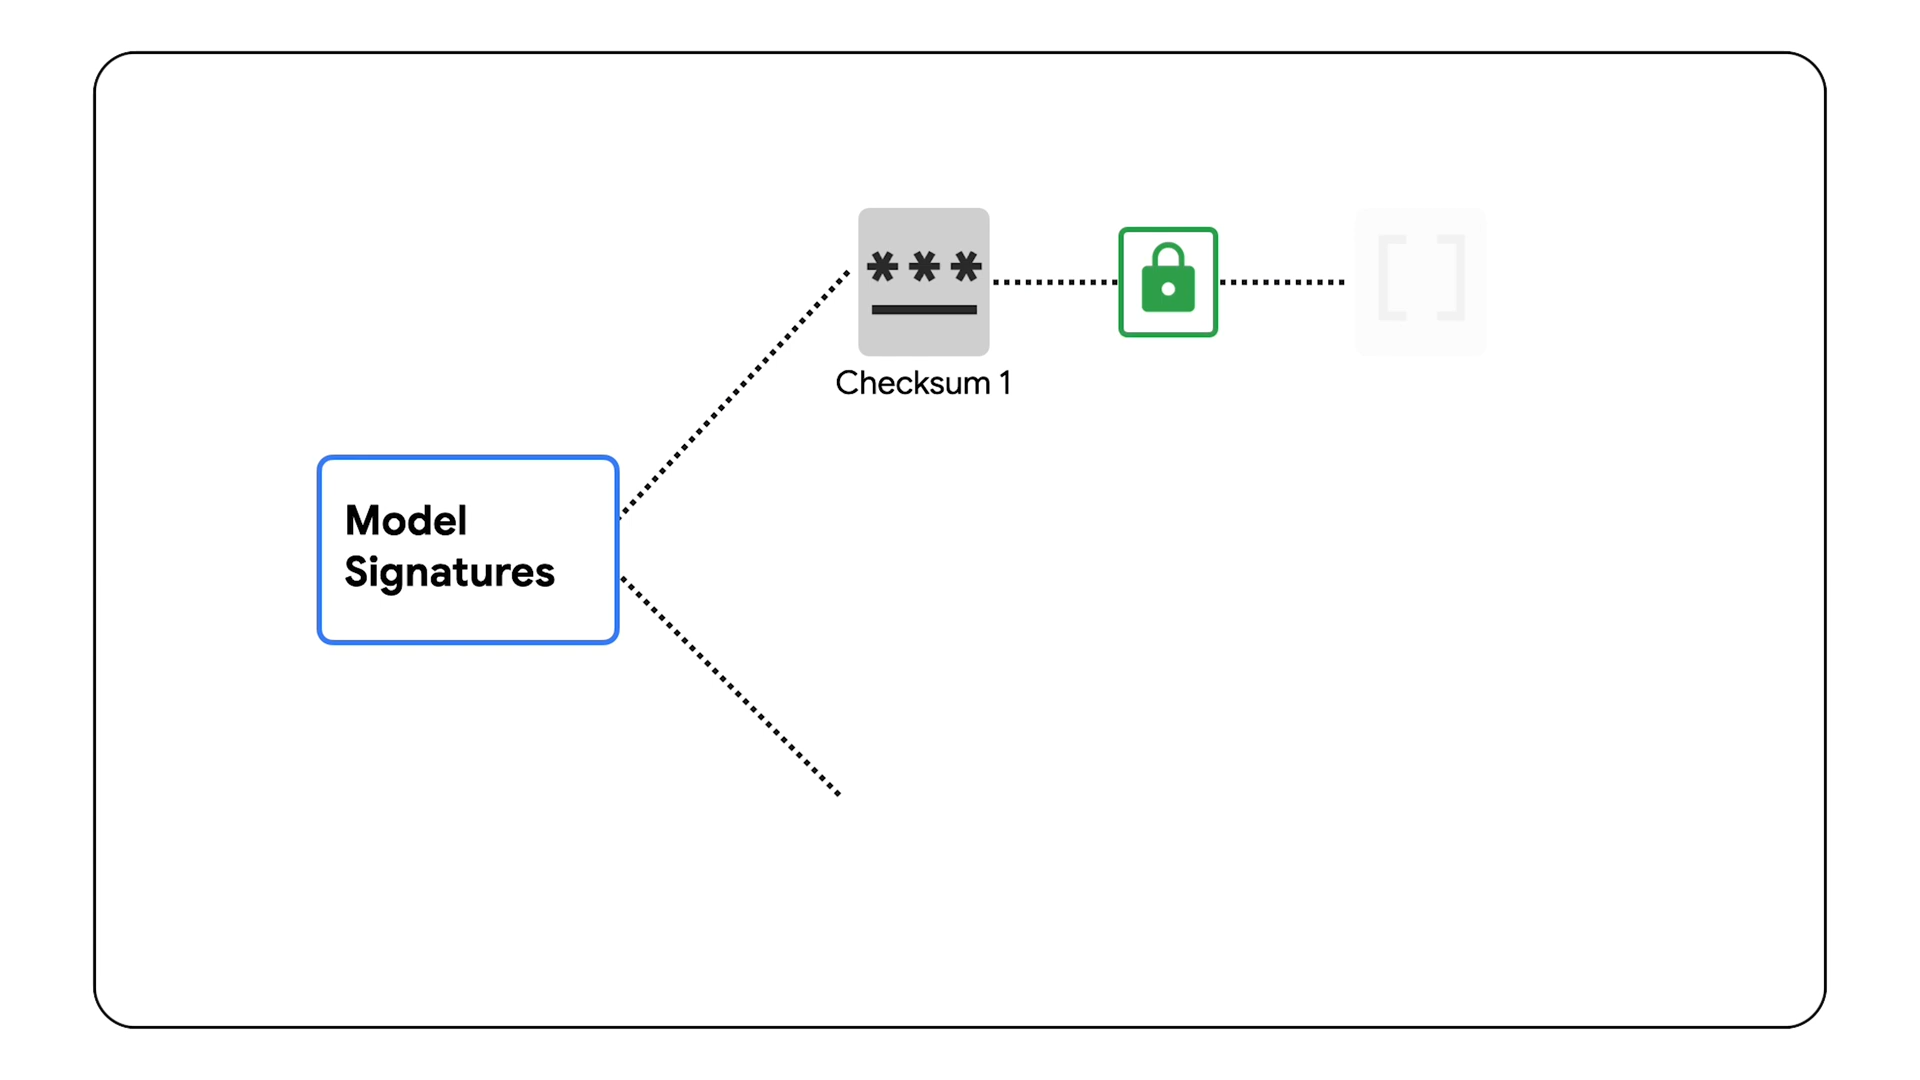 * * *
Checksum 1
[ ]
Model
Signatures